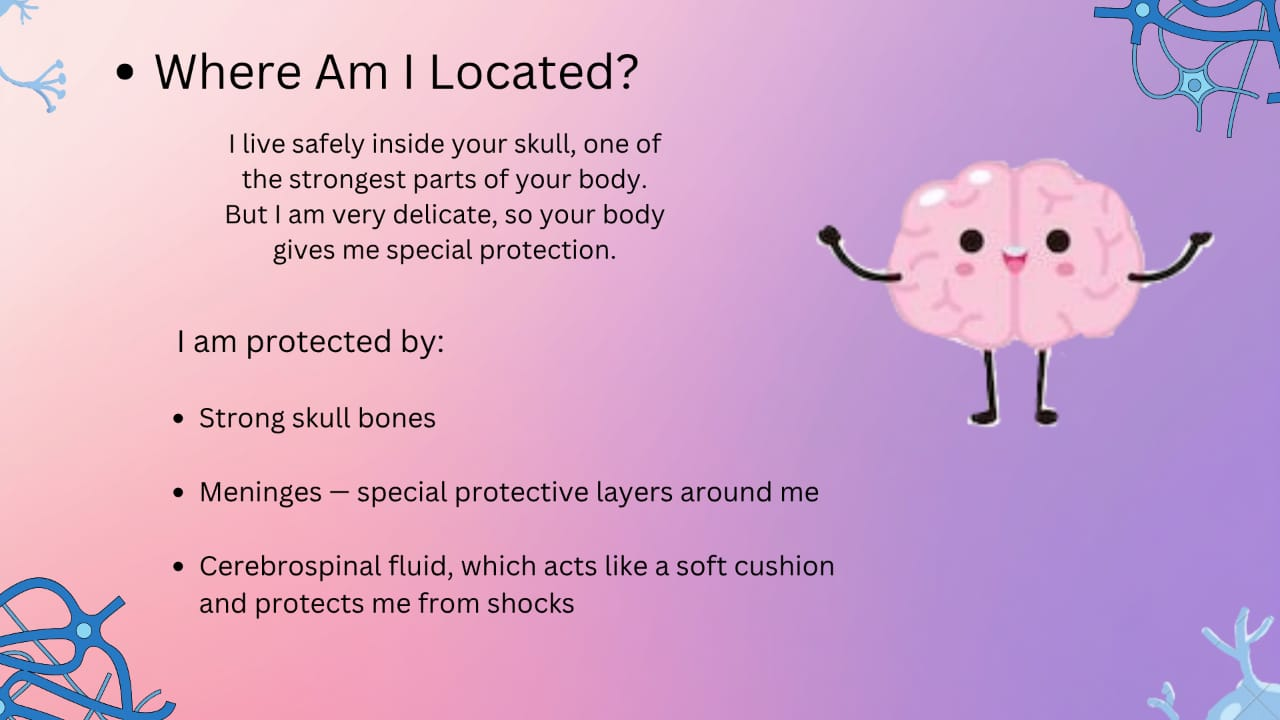 • Where Am I Located?
I live safely inside your skull, one of
the strongest parts of your body.
But I am very delicate, so your body
gives me special protection.
I am protected by:
• Strong skull bones
• Meninges — special protective layers around me
• Cerebrospinal fluid, which acts like a soft cushion
and protects me from shocks